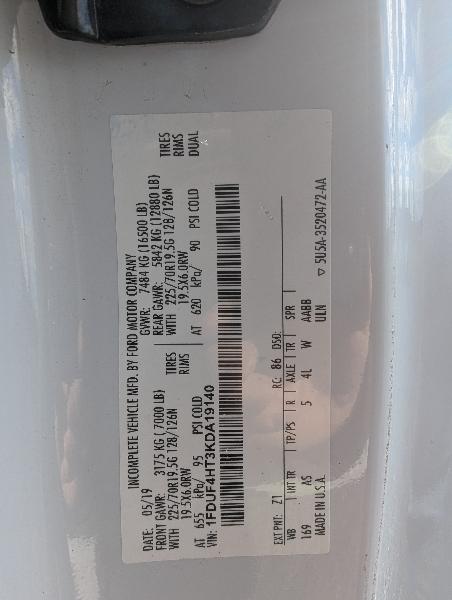 INCOMPLETE VEHICLE MFD. BY FORD MOTOR COMPANY
DATE: 05/19 GVWR: 7484 KG (16500 LB)
FRONT GAWR: 3175 KG (7000 LB) REAR GAWR: 5842 KG (12880 LB)
WITH 225/70R19.5G 128/126N TIRES WITH 225/70R19.5G 128/126N TIRES
19.5X6.0RW RIMS 19.5X6.0RW RIMS
AT 655 kPa/ 95 PSI COLD AT 620 kPa/ 90 PSI COLD DUAL
VIN: 1FDUF4HT3KDA19140
EXT PNT: Z1 RC: 86 DSO:
WB INT TR TP/PS R AXLE TR SPR
169 AS 5 4L W AABB
MADE IN U.S.A. ULN
▽ 5U5A-3520472-AA